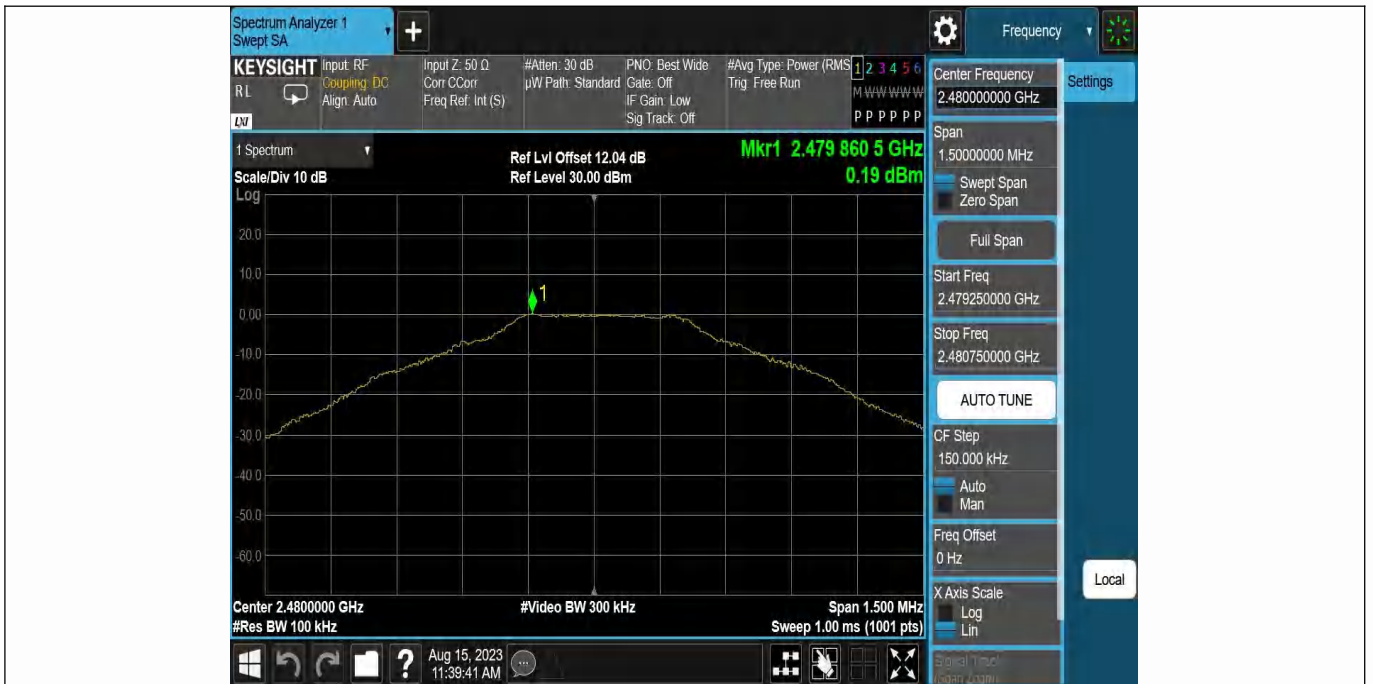 Spectrum Analyzer 1
Swept SA
+
Frequency
KEYSIGHT
RL
LXI
Input: RF
Coupling: DC
Align: Auto
Input Z: 50 Ω
Corr CCorr
Freq Ref: Int (S)
#Atten: 30 dB
µW Path: Standard
PNO: Best Wide
Gate: Off
IF Gain: Low
Sig Track: Off
#Avg Type: Power (RMS
Trig: Free Run
1 2 3 4 5 6
M W W W W W
P P P P P P
Center Frequency
2.480000000 GHz
Settings
Span
1.50000000 MHz
Swept Span
Zero Span
Full Span
Start Freq
2.479250000 GHz
Stop Freq
2.480750000 GHz
AUTO TUNE
CF Step
150.000 kHz
Auto
Man
Freq Offset
0 Hz
X Axis Scale
Log
Lin
Signal Track
(Span Zoom)
Local
1 Spectrum
Scale/Div 10 dB
Log
Ref Lvl Offset 12.04 dB
Ref Level 30.00 dBm
Mkr1 2.479 860 5 GHz
0.19 dBm
1
20.0
10.0
0.00
-10.0
-20.0
-30.0
-40.0
-50.0
-60.0
Center 2.4800000 GHz
#Res BW 100 kHz
#Video BW 300 kHz
Span 1.500 MHz
Sweep 1.00 ms (1001 pts)
?
Aug 15, 2023
11:39:41 AM